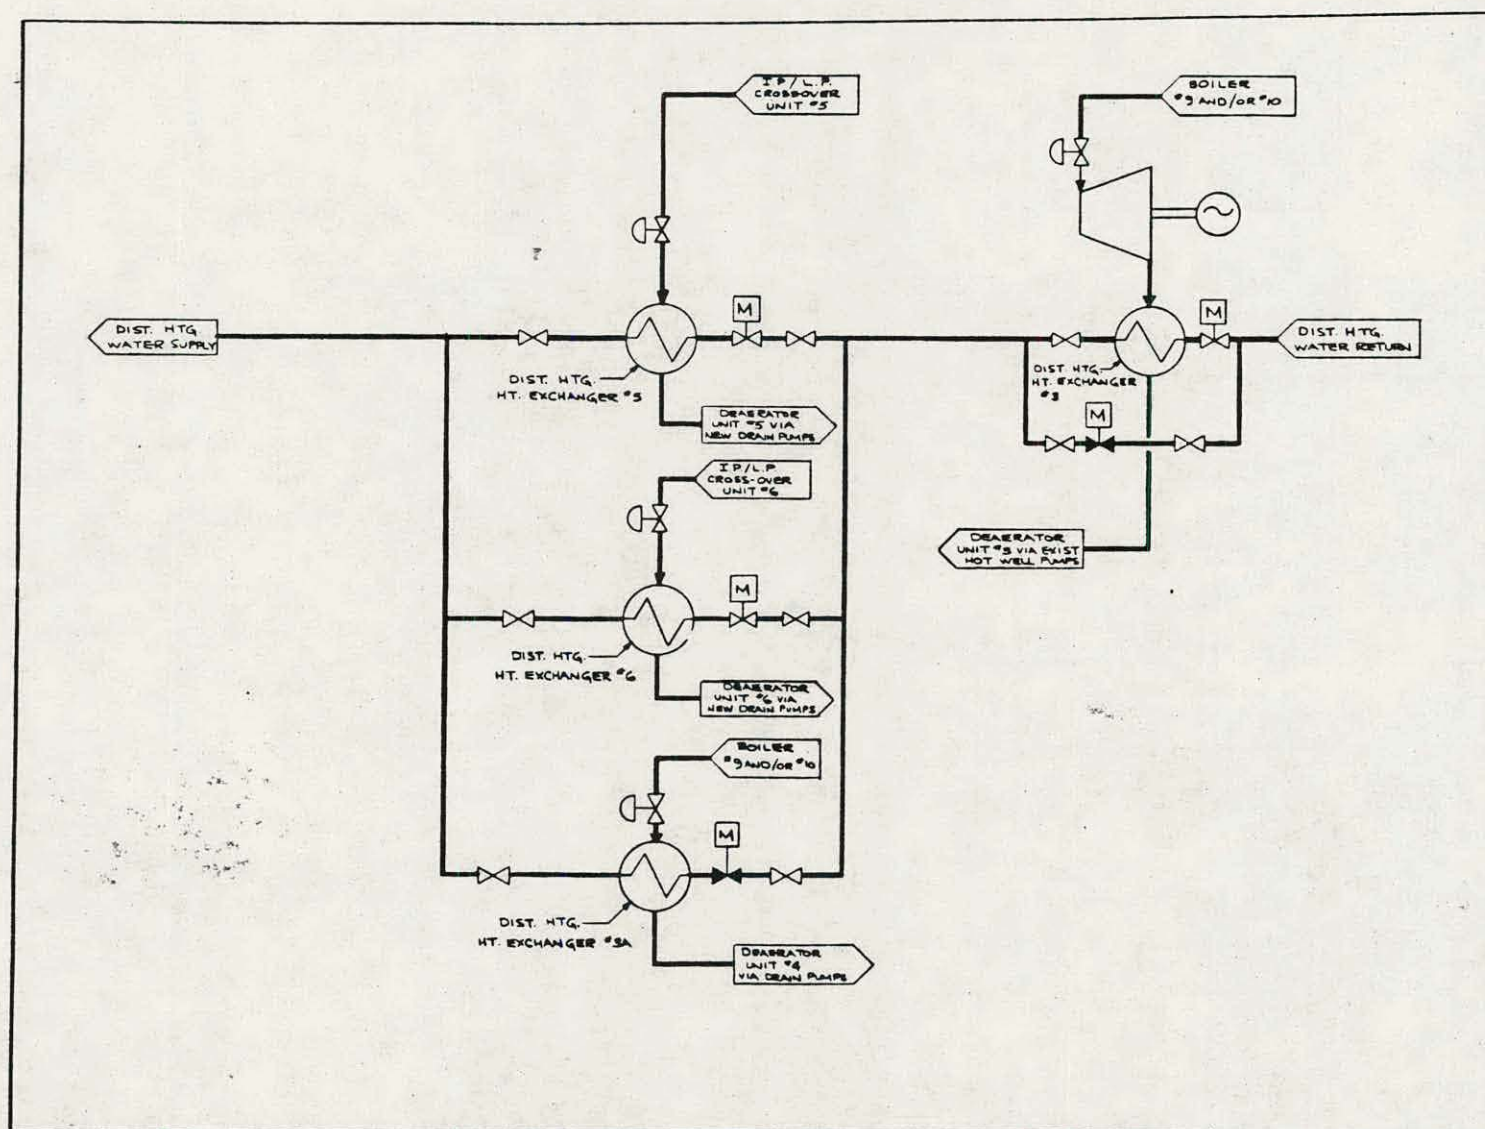 I P / L.P.
CROSSOVER
UNIT #5
BOILER
#9 AND/OR #10
DIST. HTG.
WATER SUPPLY
M
M
DIST. HTG.
WATER RETURN
DIST. HTG.
HT. EXCHANGER #5
DIST. HTG.
HT. EXCHANGER
#3
DEAERATOR
UNIT #5 VIA
NEW DRAIN PUMPS
M
I P / L.P
CROSS-OVER
UNIT #6
DEAERATOR
UNIT #3 VIA EXIST
HOT WELL PUMPS
M
DIST. HTG.
HT. EXCHANGER #6
DEAERATOR
UNIT #6 VIA
NEW DRAIN PUMPS
BOILER
#9 AND/OR #10
M
DIST. HTG.
HT. EXCHANGER #3A
DEAERATOR
UNIT #4
VIA DRAIN PUMPS